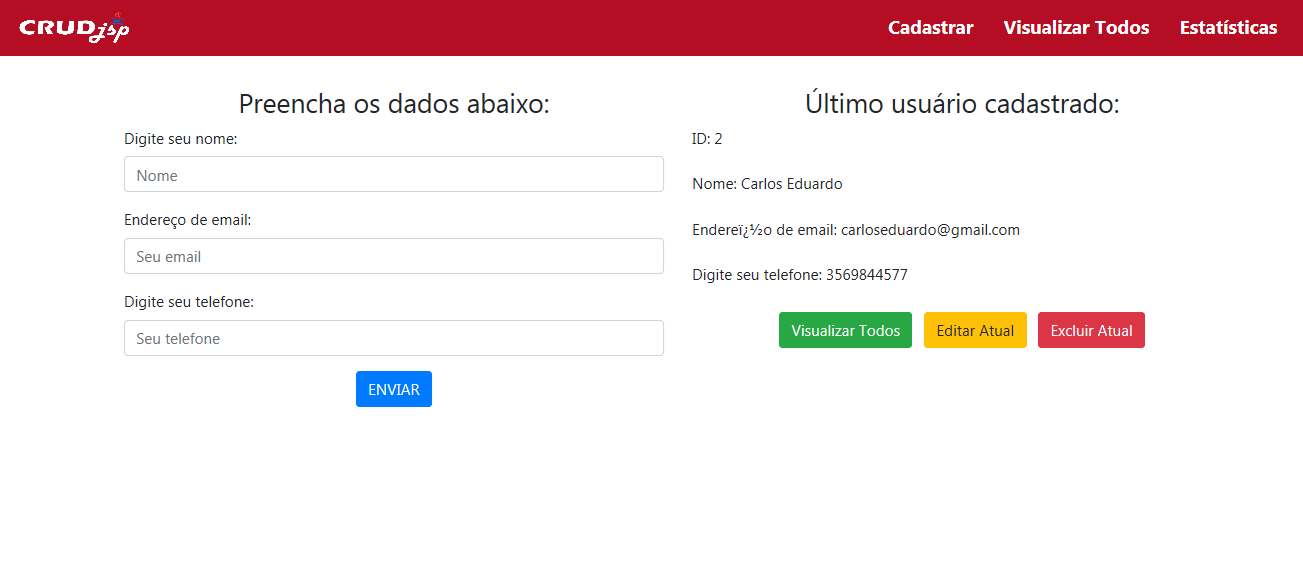 CRUDjsp
Cadastrar Visualizar Todos Estatísticas
Preencha os dados abaixo:
Digite seu nome:
Nome
Endereço de email:
Seu email
Digite seu telefone:
Seu telefone
ENVIAR
Último usuário cadastrado:
ID: 2
Nome: Carlos Eduardo
Endereï¿½o de email: carloseduardo@gmail.com
Digite seu telefone: 3569844577
Visualizar Todos Editar Atual Excluir Atual